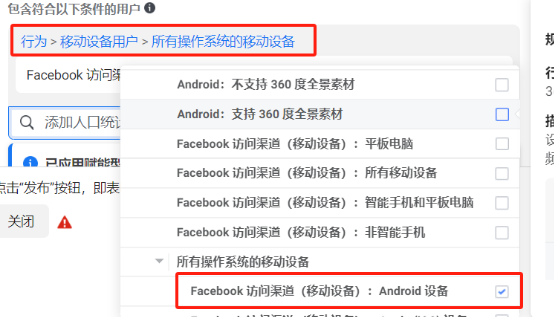 包含符合以下条件的用户
行为 > 移动设备用户 > 所有操作系统的移动设备
Facebook 访问渠
添加人口统
已应用赋能型
点击“发布”按钮，即表
关闭
Android：不支持 360 度全景素材
Android：支持 360 度全景素材
Facebook 访问渠道（移动设备）：平板电脑
Facebook 访问渠道（移动设备）：所有移动设备
Facebook 访问渠道（移动设备）：智能手机和平板电脑
Facebook 访问渠道（移动设备）：非智能手机
所有操作系统的移动设备
Facebook 访问渠道（移动设备）：Android 设备